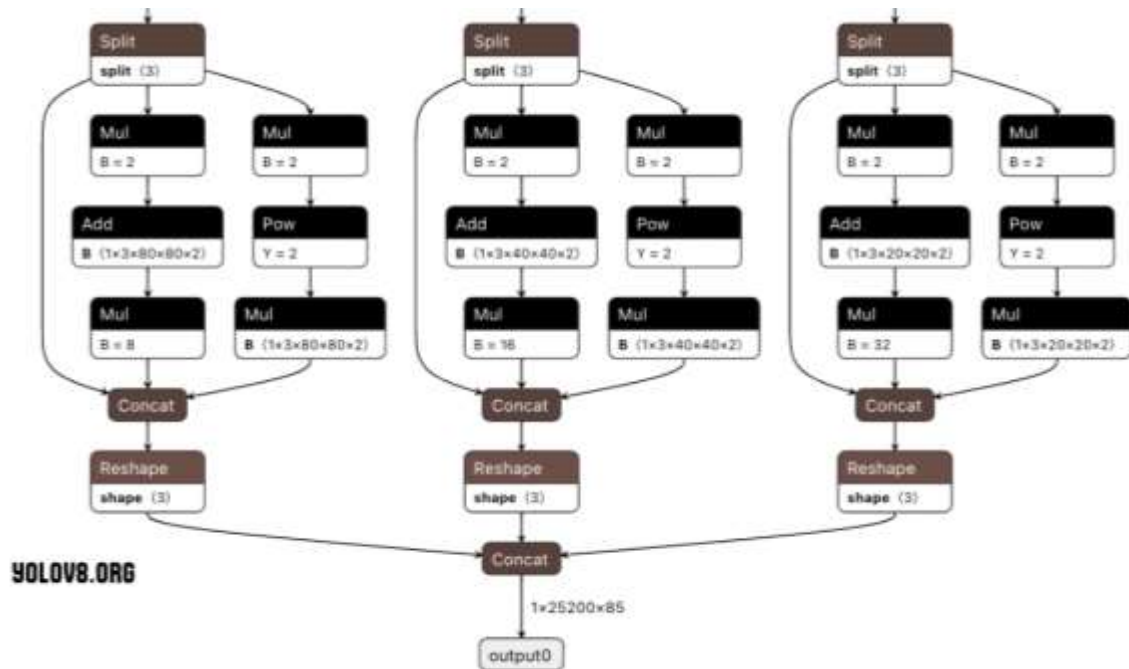 Split
split (3)
Mul
B = 2
Mul
B = 2
Add
B (1×3×80×80×2)
Pow
Y = 2
Mul
B = 8
Mul
B (1×3×80×80×2)
Concat
Reshape
shape (3)
Split
split (3)
Mul
B = 2
Mul
B = 2
Add
B (1×3×40×40×2)
Pow
Y = 2
Mul
B = 16
Mul
B (1×3×40×40×2)
Concat
Reshape
shape (3)
Split
split (3)
Mul
B = 2
Mul
B = 2
Add
B (1×3×20×20×2)
Pow
Y = 2
Mul
B = 32
Mul
B (1×3×20×20×2)
Concat
Reshape
shape (3)
Concat
YOLOV8.ORG
1×25200×85
output0